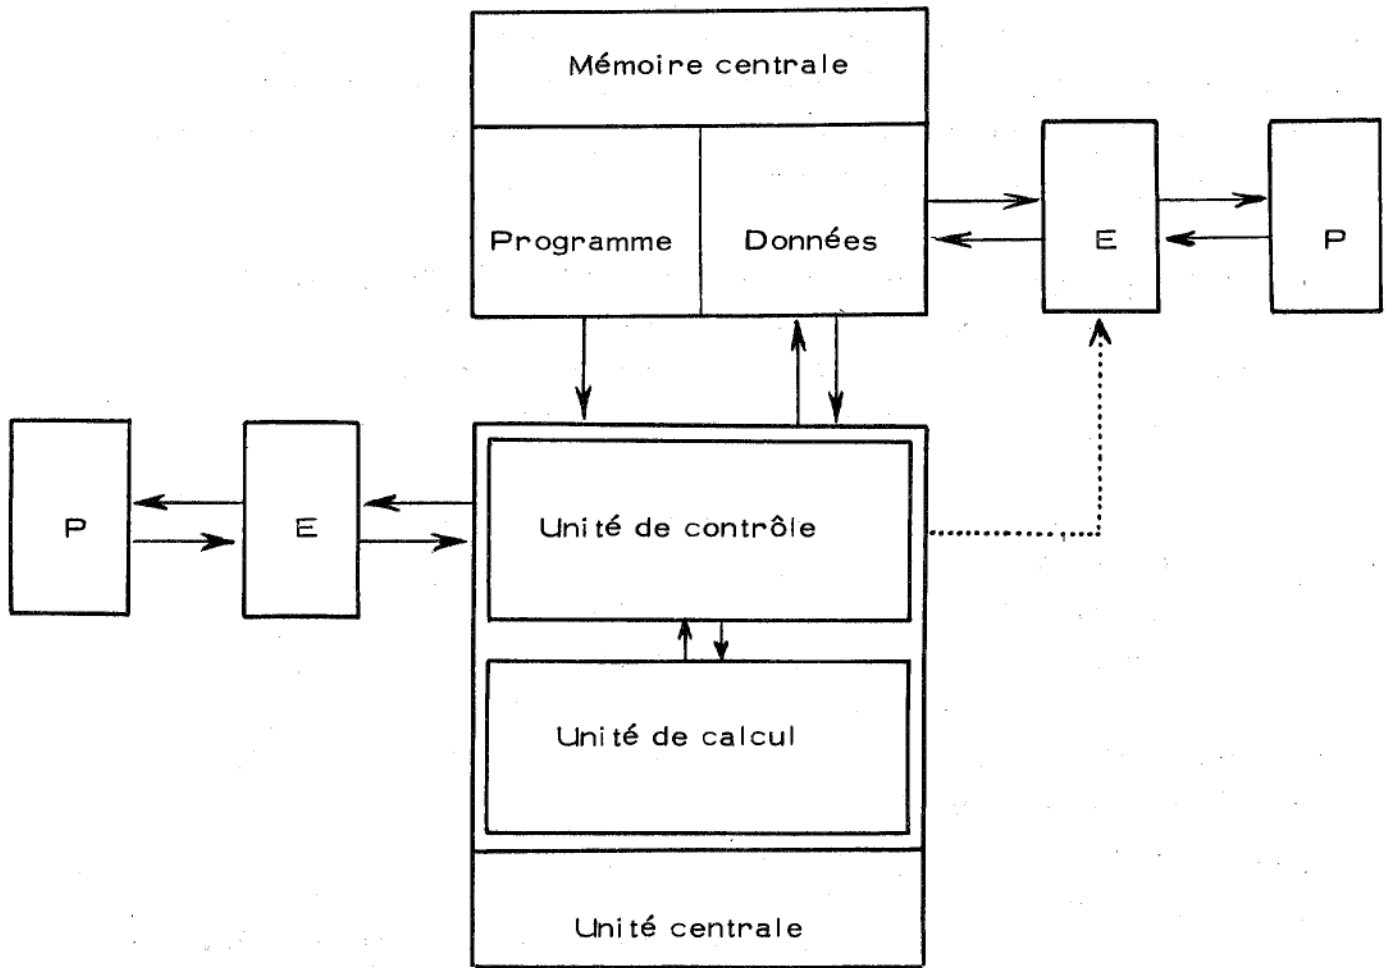 Mémoire centrale
Programme
Données
E
P
P
E
Unité de contrôle
Unité de calcul
Unité centrale